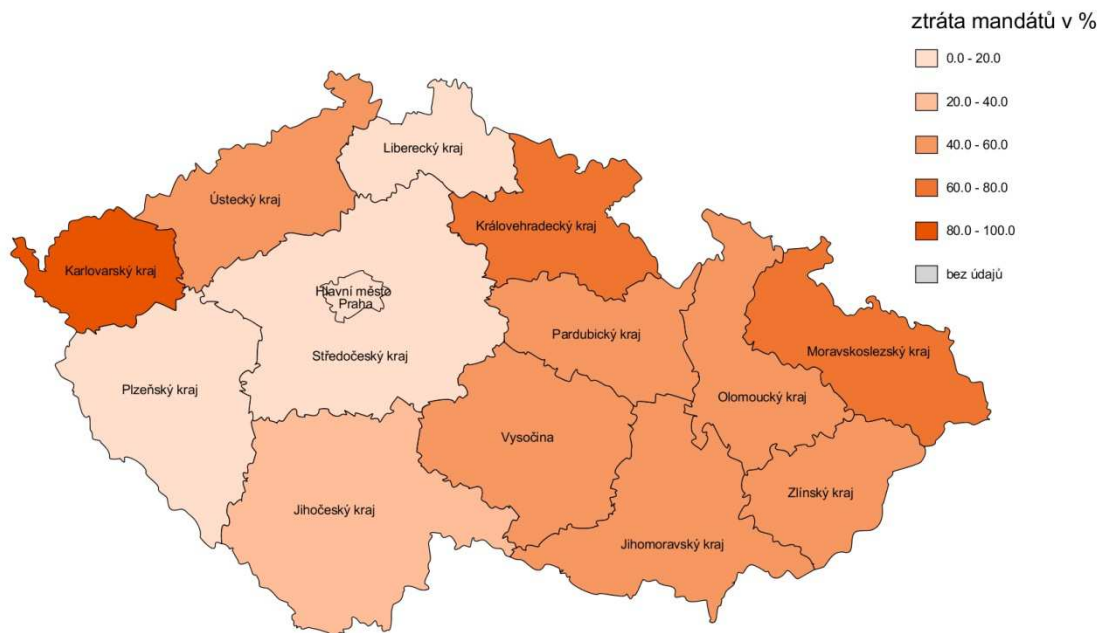 ztráta mandátů v %
0.0 - 20.0
20.0 - 40.0
40.0 - 60.0
60.0 - 80.0
80.0 - 100.0
bez údajů
Liberecký kraj
Ústecký kraj
Královehradecký kraj
Karlovarský kraj
Hlavní město
Praha
Pardubický kraj
Moravskoslezský kraj
Středočeský kraj
Plzeňský kraj
Olomoucký kraj
Vysočina
Zlínský kraj
Jihočeský kraj
Jihomoravský kraj